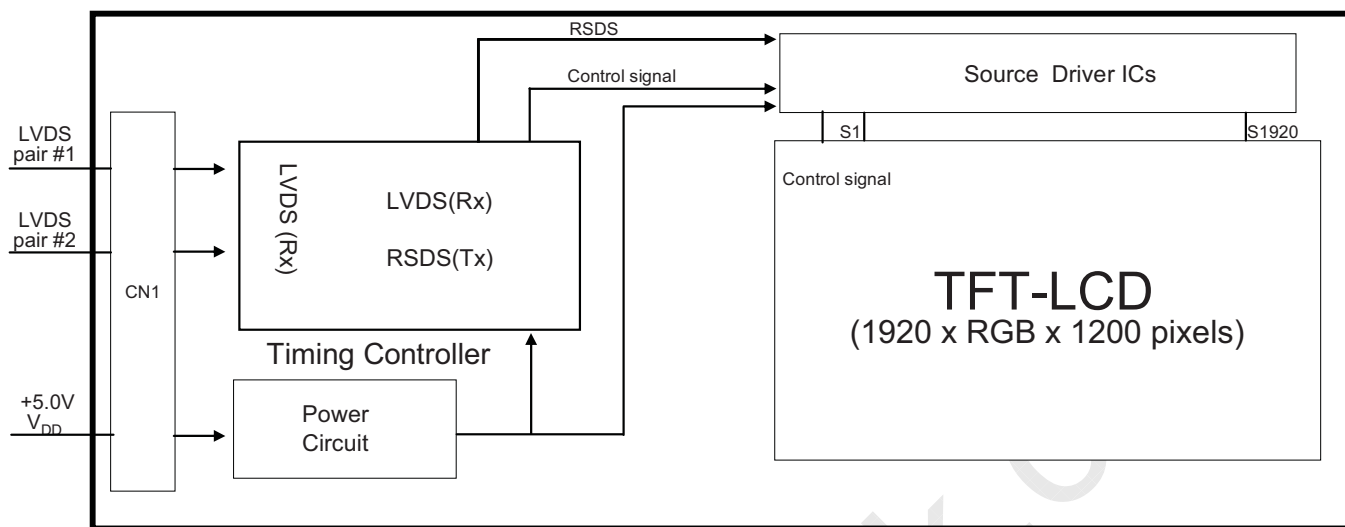 RSDS
Control signal
Source Driver ICs
LVDS
pair #1
S1
S1920
LVDS (Rx)
LVDS(Rx)
RSDS(Tx)
Control signal
LVDS
pair #2
CN1
TFT-LCD
(1920 x RGB x 1200 pixels)
Timing Controller
+5.0V
VDD
Power
Circuit